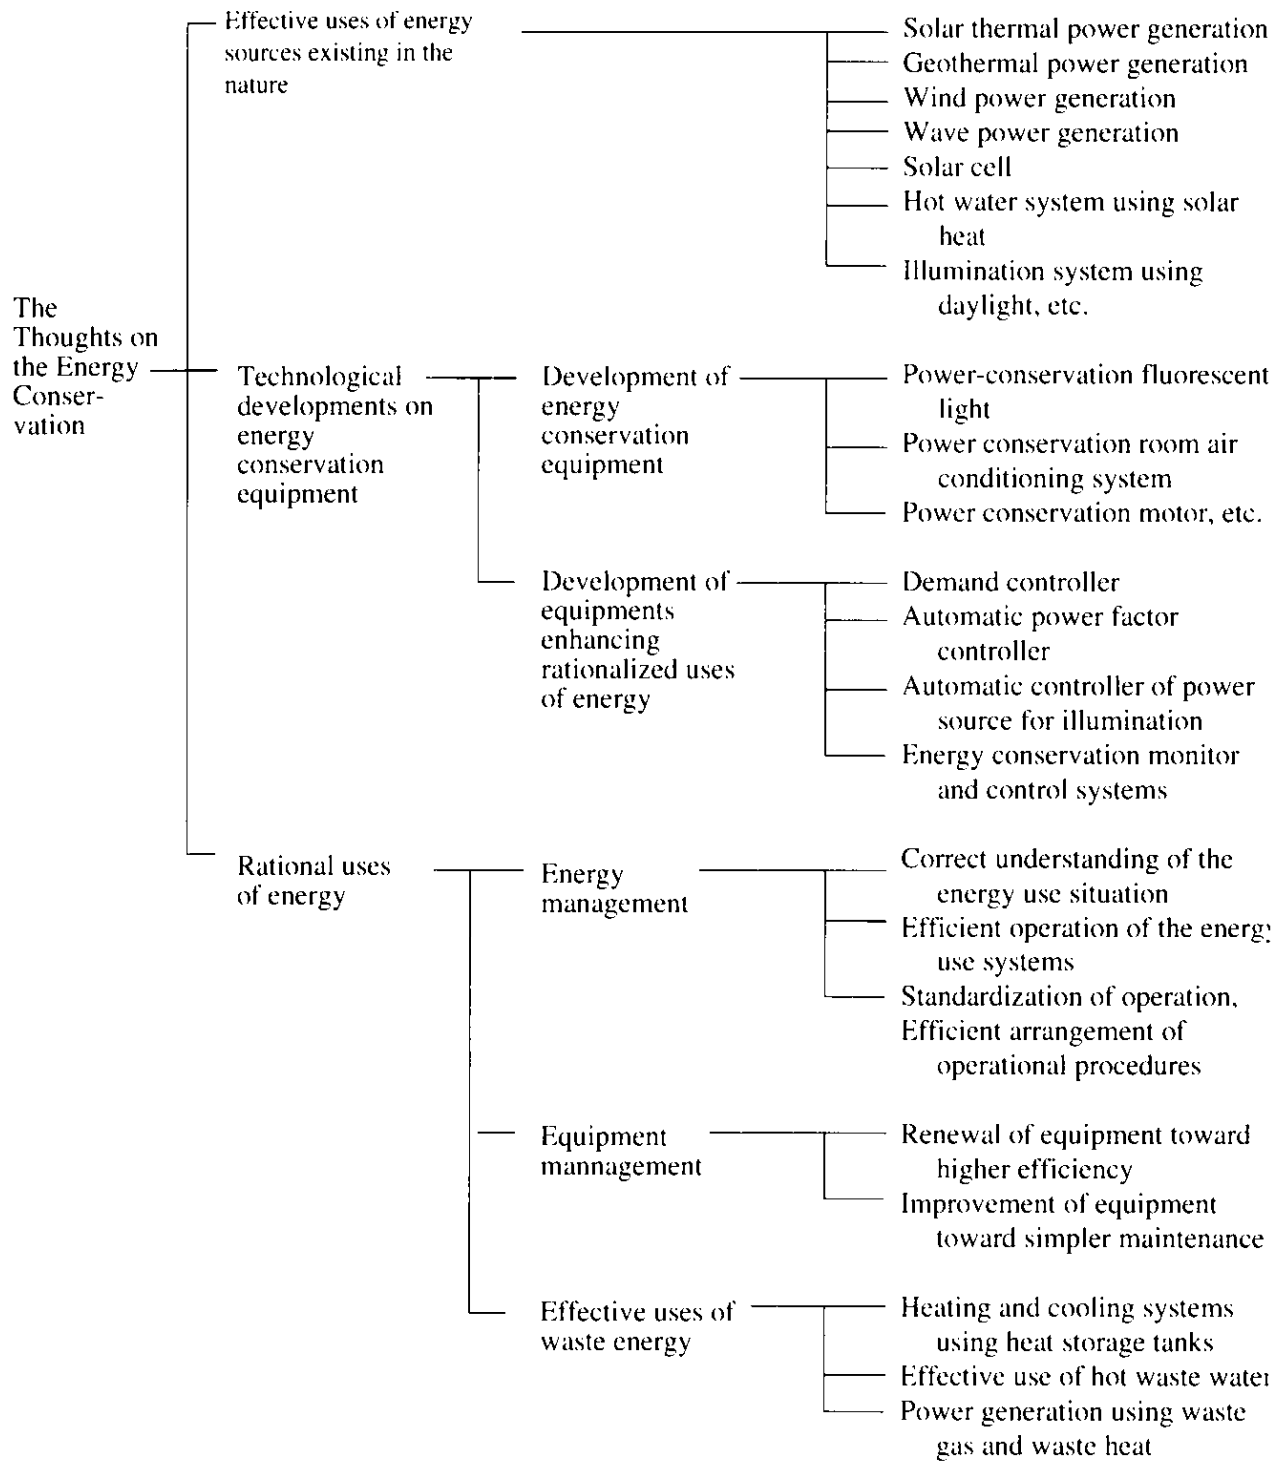 Effective uses of energy
sources existing in the
nature
Solar thermal power generation
Geothermal power generation
Wind power generation
Wave power generation
Solar cell
Hot water system using solar
heat
Illumination system using
daylight, etc.
The
Thoughts on
the Energy
Conser-
vation
Technological
developments on
energy
conservation
equipment
Development of
energy
conservation
equipment
Power-conservation fluorescent
light
Power conservation room air
conditioning system
Power conservation motor, etc.
Development of
equipments
enhancing
rationalized uses
of energy
Demand controller
Automatic power factor
controller
Automatic controller of power
source for illumination
Energy conservation monitor
and control systems
Rational uses
of energy
Energy
management
Correct understanding of the
energy use situation
Efficient operation of the energy
use systems
Standardization of operation,
Efficient arrangement of
operational procedures
Equipment
mannagement
Renewal of equipment toward
higher efficiency
Improvement of equipment
toward simpler maintenance
Effective uses of
waste energy
Heating and cooling systems
using heat storage tanks
Effective use of hot waste water
Power generation using waste
gas and waste heat